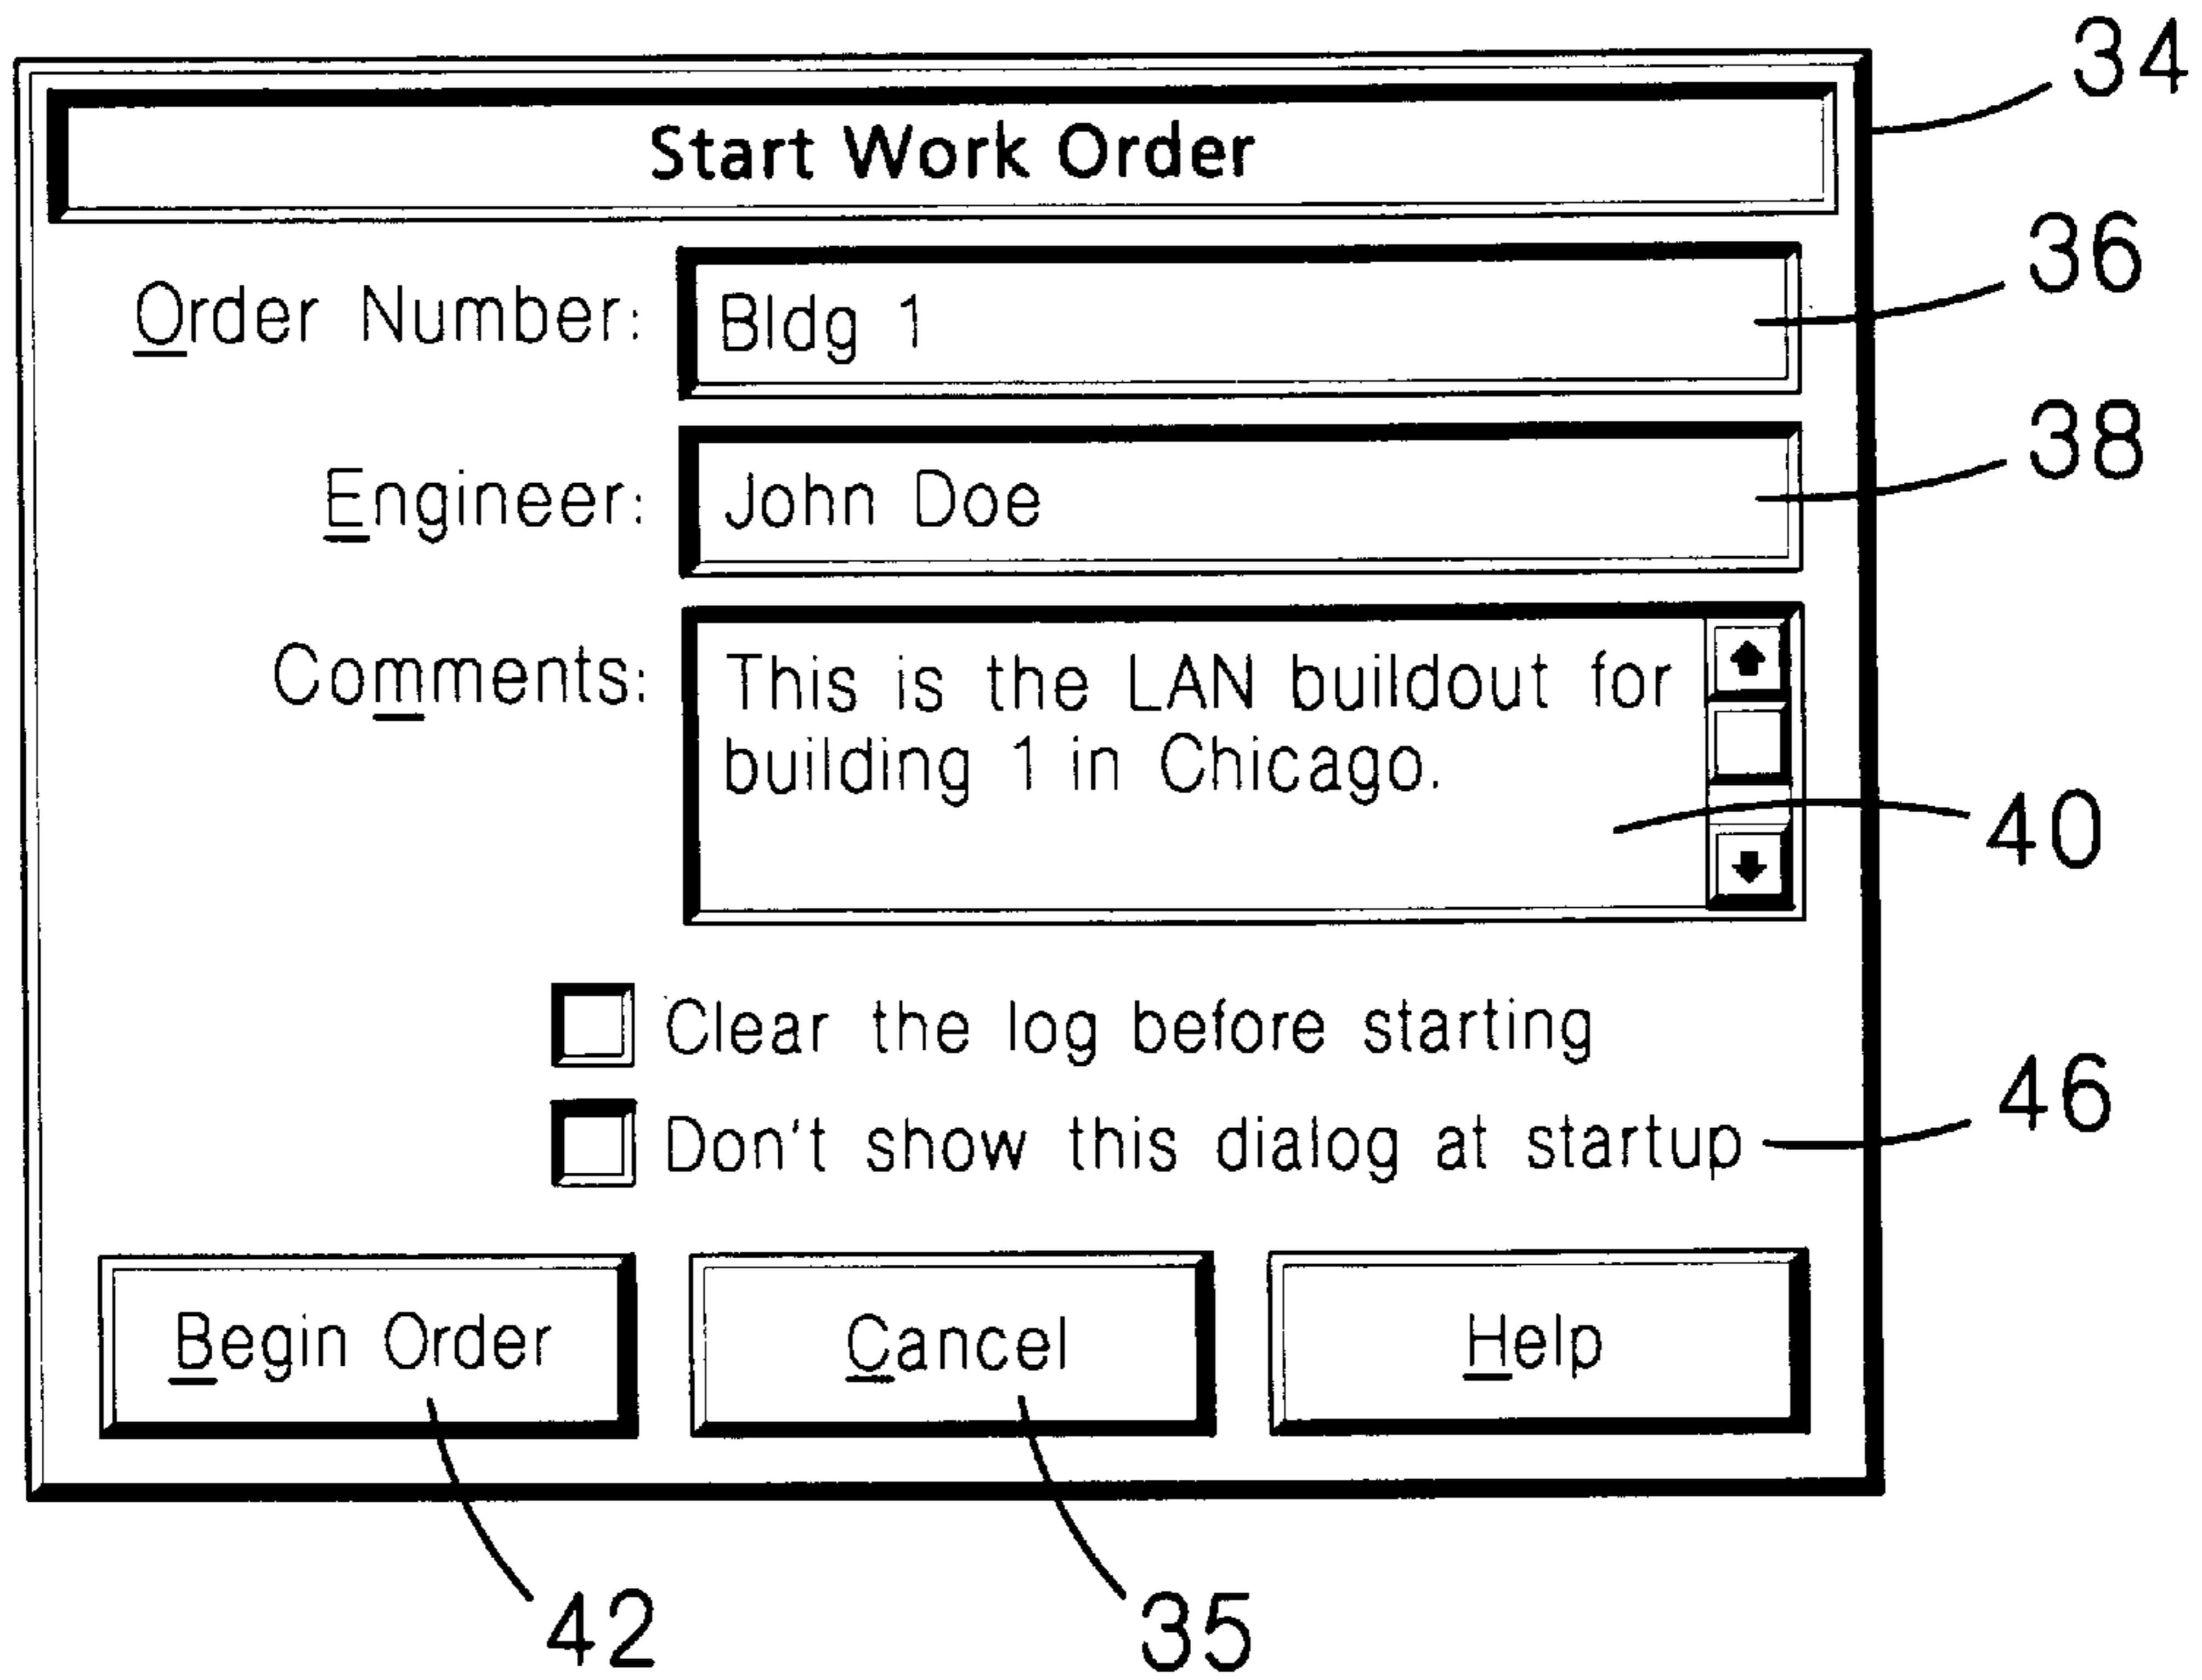 34
Start Work Order
Order Number: Bldg 1
36
Engineer: John Doe
38
Comments: This is the LAN buildout for
building 1 in Chicago.
40
Clear the log before starting
Don't show this dialog at startup
46
Begin Order Cancel Help
42 35